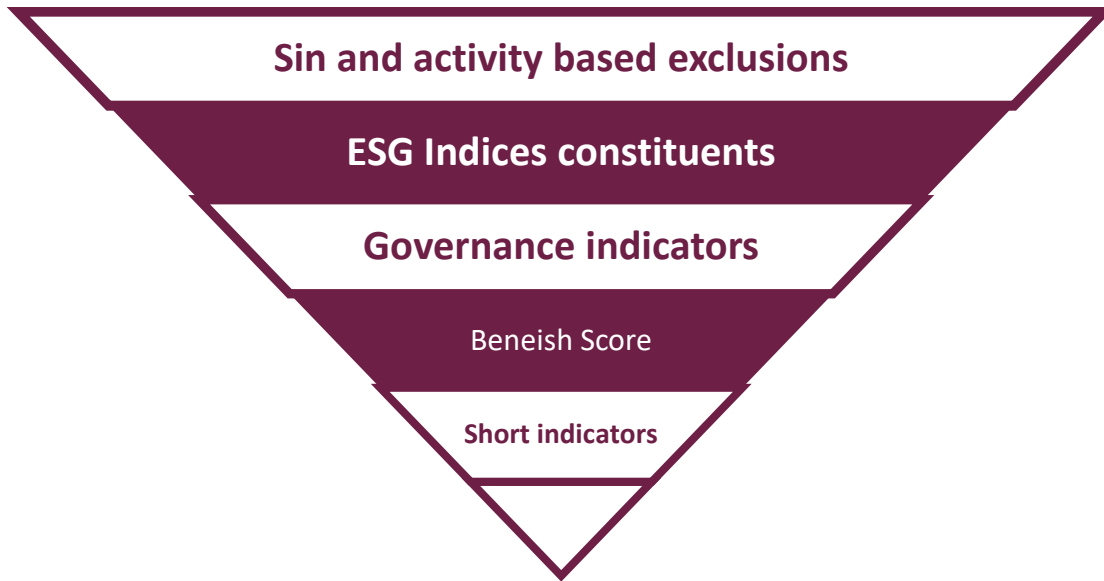 Sin and activity based exclusions
ESG Indices constituents
Governance indicators
Beneish Score
Short indicators